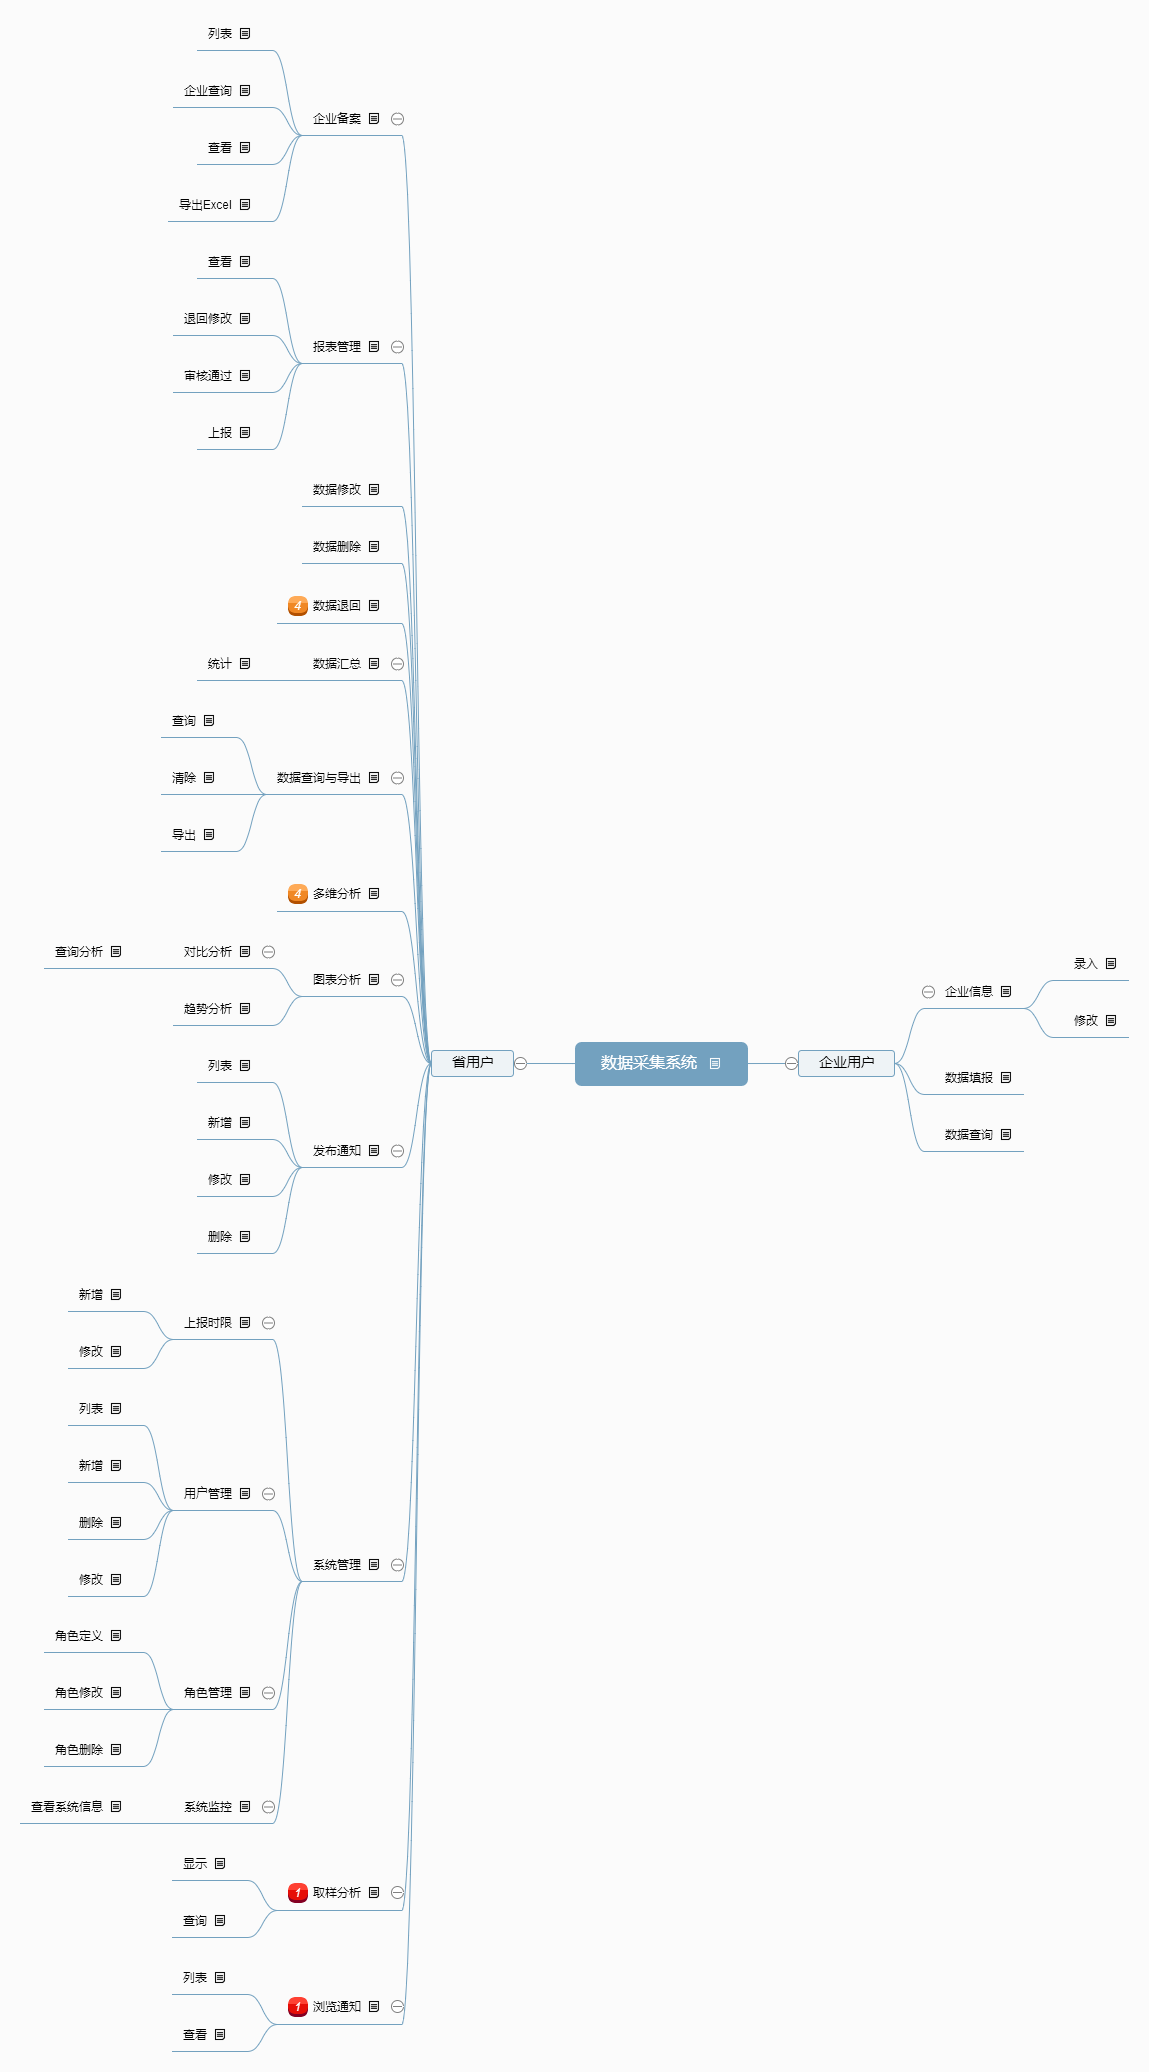 列表
企业查询
企业备案
查看
导出Excel
查看
退回修改
报表管理
审核通过
上报
数据修改
数据删除
4 数据退回
统计 数据汇总
查询
清除 数据查询与导出
导出
4 多维分析
查询分析 对比分析
图表分析
趋势分析
列表
新增
发布通知
修改
删除
新增
上报时限
修改
列表
新增
用户管理
删除
修改
系统管理
角色定义
角色修改 角色管理
角色删除
查看系统信息 系统监控
显示
1 取样分析
查询
列表
1 浏览通知
查看
省用户
数据采集系统
企业用户
录入
企业信息
修改
数据填报
数据查询